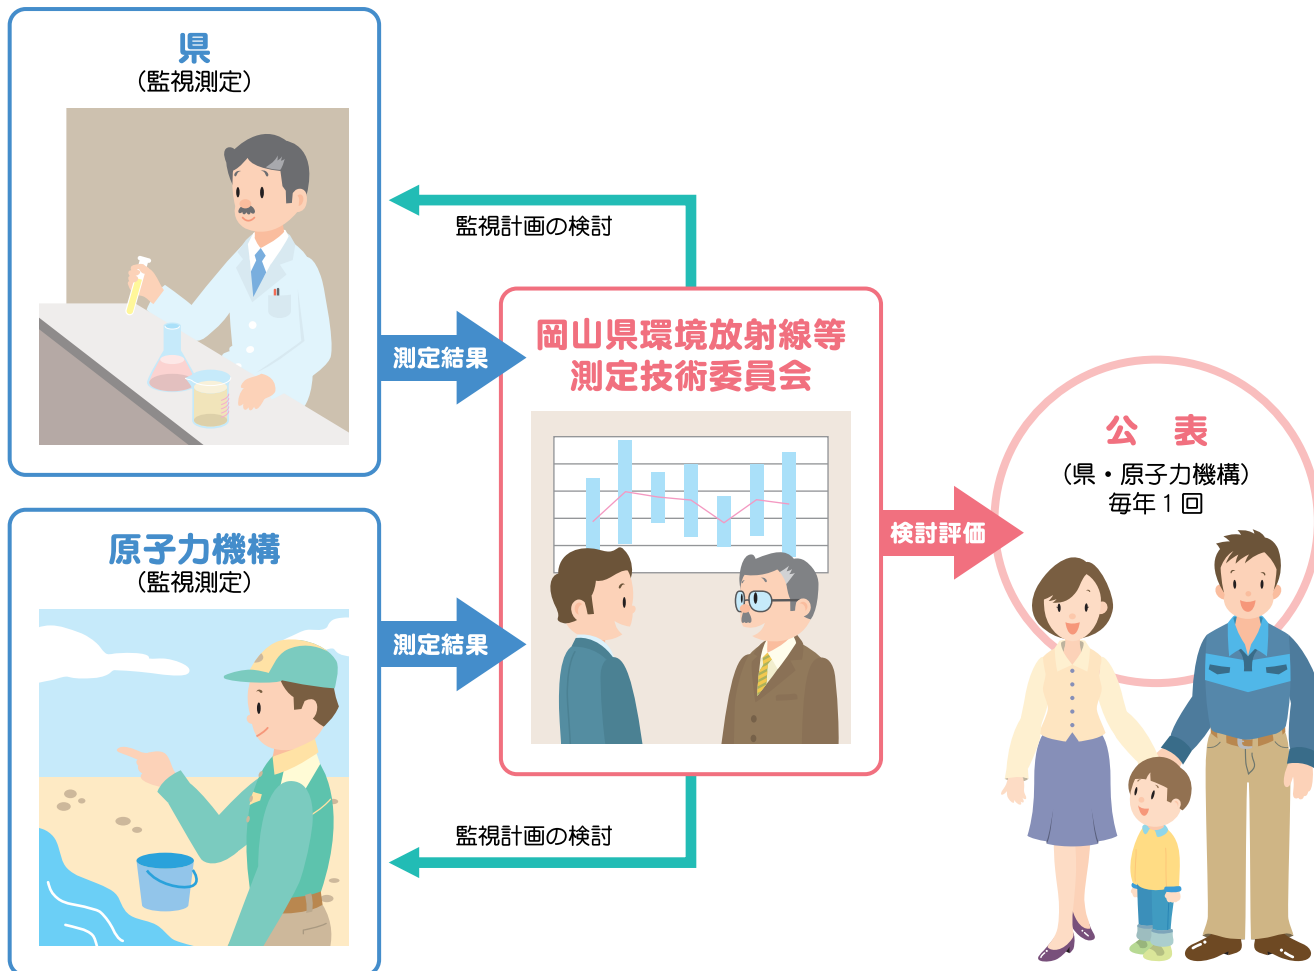 県
（監視測定）
監視計画の検討
測定結果
岡山県環境放射線等
測定技術委員会
原子力機構
（監視測定）
測定結果
監視計画の検討
検討評価
公　表
（県・原子力機構）
毎年１回